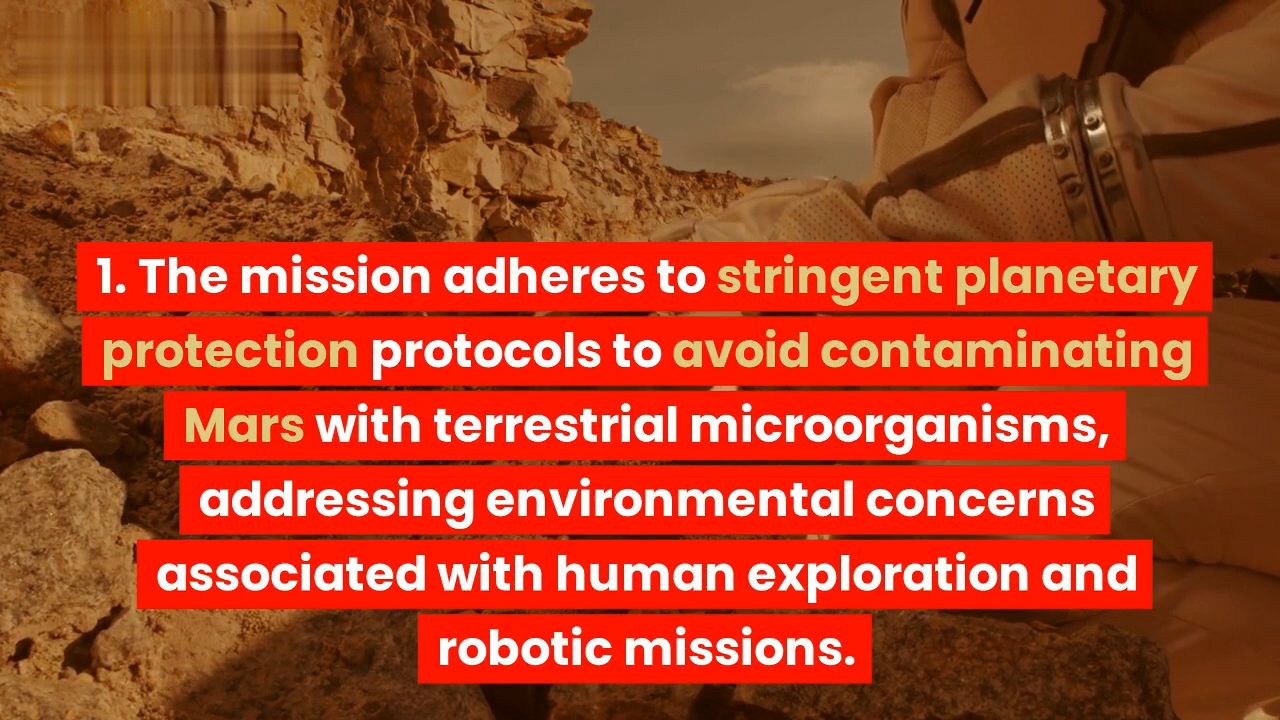 1. The mission adheres to stringent planetary
protection protocols to avoid contaminating
Mars with terrestrial microorganisms,
addressing environmental concerns
associated with human exploration and
robotic missions.